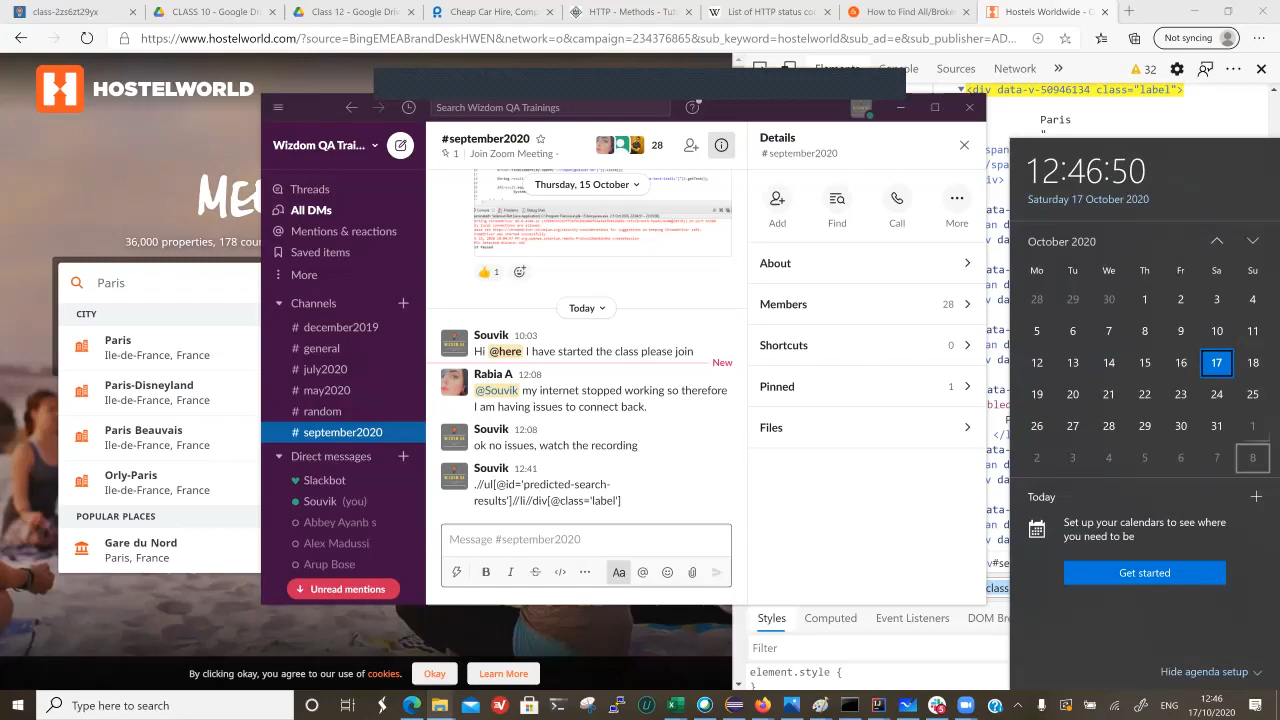 class-2zsztx29driv
CLASS 10 - Google Dr
Class 12 - Google Driv
Cheap Car Hire, Comp
HTTP - Methods - Tut
List of HTTP status co
How to Find All/Broke
Hostels Worldwide - C
https://www.hostelworld.com/?source=BingEMEABrandDeskHWEN&network=o&campaign=234376865&sub_keyword=hostelworld&sub_ad=e&sub_publisher=AD...
Not syncing
Elements
Console
Sources
Network
32
<div data-v-50946134 class="label">
Paris
"
HOSTELWORLD
MEE
36,000 properties, 178 coun
Paris
CITY
Paris
Ile-de-France, France
Paris-Disneyland
Ile-de-France, France
Paris Beauvais
Ile-de-France, France
Orly-Paris
Ile-de-France, France
POPULAR PLACES
Gare du Nord
Paris, France
By clicking okay, you agree to our use of cookies.
Okay
Learn More
Search Wizdom QA Trainings
Wizdom QA Trai...
Threads
All DMs
Mentions & reactions
Saved items
More
Channels
# december2019
# general
# july2020
# may2020
# random
# september2020
Direct messages
Slackbot
Souvik (you)
Abbey Ayanb s
Alex Madussi
Arup Bose
Unread mentions
#september2020
1 | Join Zoom Meeting -
28
Thursday, 15 October
1
Today
Souvik 10:03
Hi @here I have started the class please join
New
Rabia A 12:08
@Souvik my internet stopped working so therefore
I am having issues to connect back.
Souvik 12:08
ok no issues, watch the recording
Souvik 12:41
.//ul[@id='predicted-search-
results']//li//div[@class='label']
Message #september2020
Details
#september2020
Add
Find
Call
More
About
Members 28
Shortcuts 0
Pinned 1
Files
12:46:50
Saturday 17 October 2020
October 2020
Mo Tu We Th Fr Sa Su
28 29 30 1 2 3 4
5 6 7 8 9 10 11
12 13 14 15 16 17 18
19 20 21 22 23 24 25
26 27 28 29 30 31 1
2 3 4 5 6 7 8
Today
Set up your calendars to see where
you need to be
Get started
Hide agenda setup
Styles
Computed
Event Listeners
DOM Br
Filter
element.style {
}
Type here to search
ENG
12:46
17/10/2020